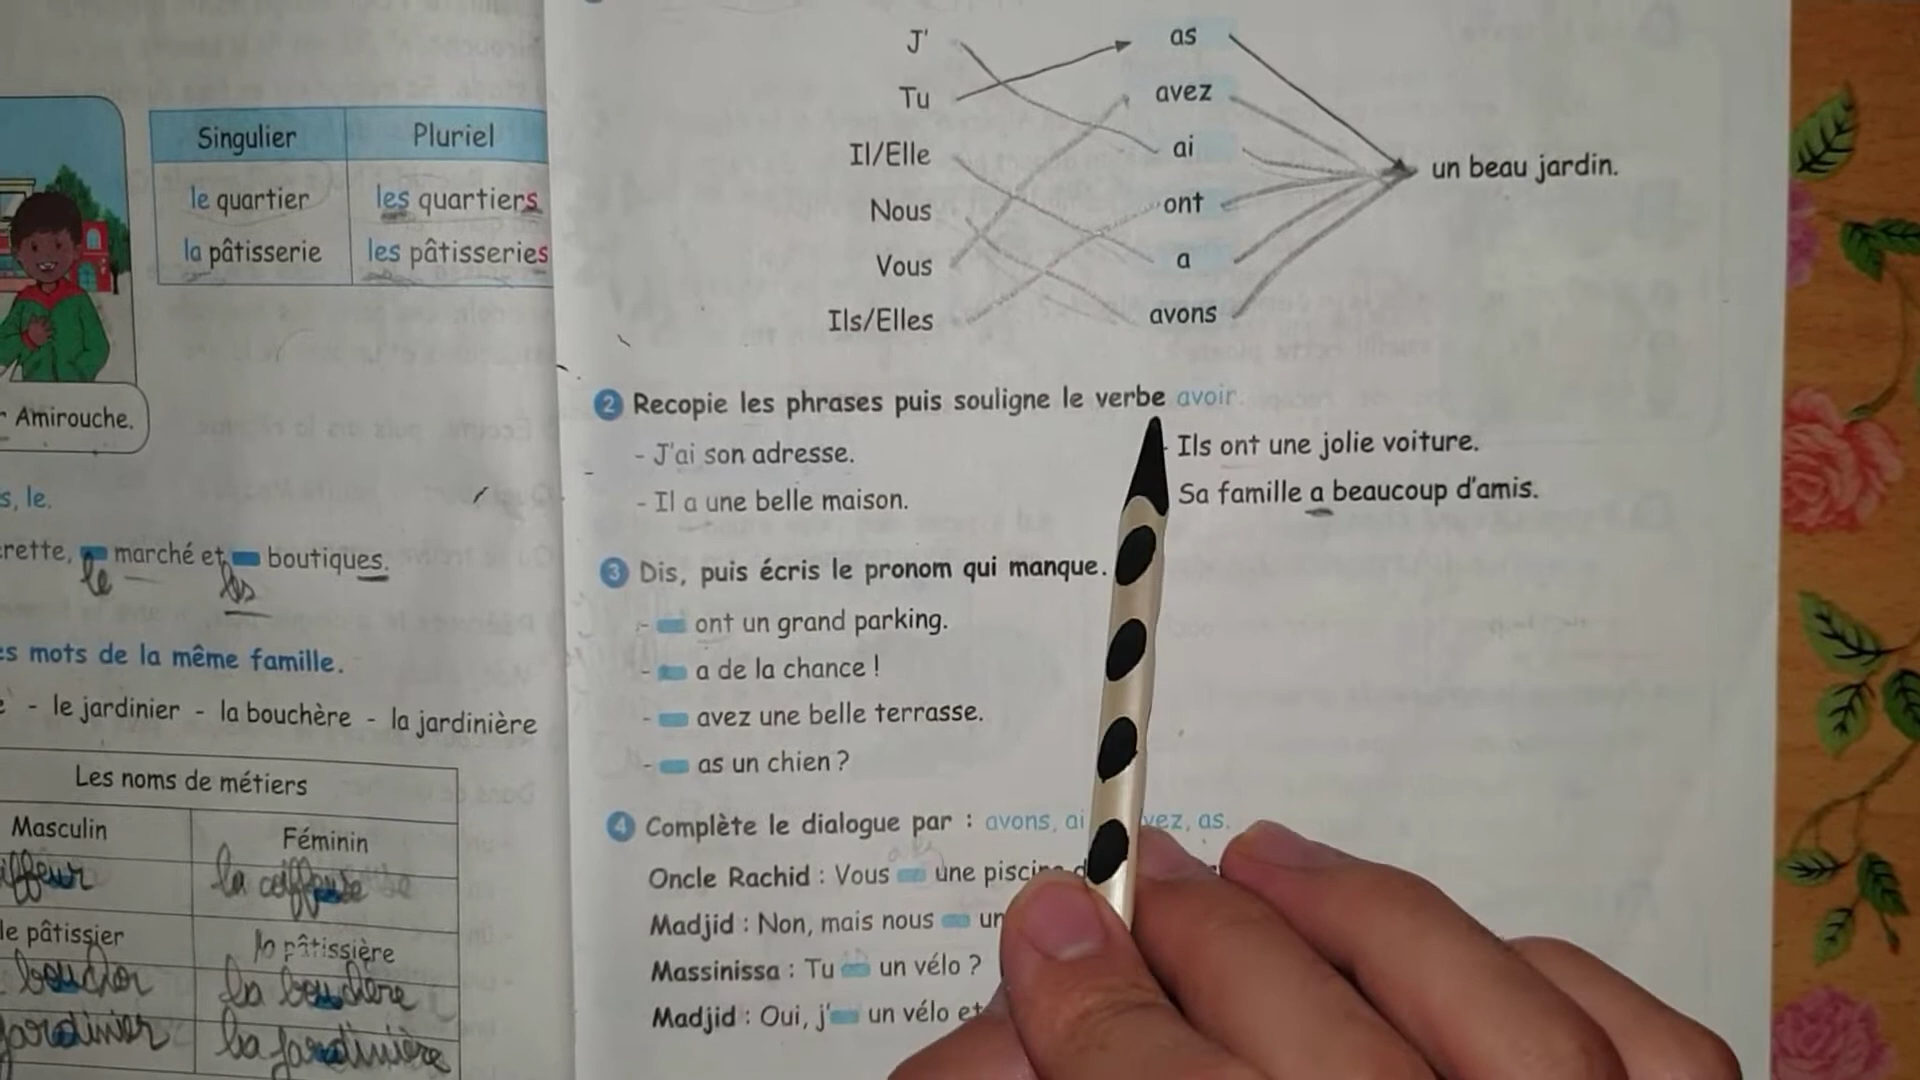 Singulier Pluriel
le quartier les quartiers
la pâtisserie les pâtisseries
Amirouche.
s, le.
rette, marché et boutiques.
le les
es mots de la même famille.
- le jardinier - la bouchère - la jardinière
Les noms de métiers
Masculin Féminin
iffeur la coiffeuse
le pâtissier la pâtissière
boucher la bouchère
jardinier la jardinière
J' as
Tu avez
Il/Elle ai
un beau jardin.
Nous ont
Vous a
Ils/Elles avons
2 Recopie les phrases puis souligne le verbe avoir.
- J'ai son adresse.
- Il a une belle maison.
- Ils ont une jolie voiture.
Sa famille a beaucoup d'amis.
3 Dis, puis écris le pronom qui manque.
- ont un grand parking.
- a de la chance !
- avez une belle terrasse.
- as un chien ?
4 Complète le dialogue par : avons, ai vez, as.
Oncle Rachid : Vous une piscine d
Madjid : Non, mais nous un
Massinissa : Tu un vélo ?
Madjid : Oui, j' un vélo et